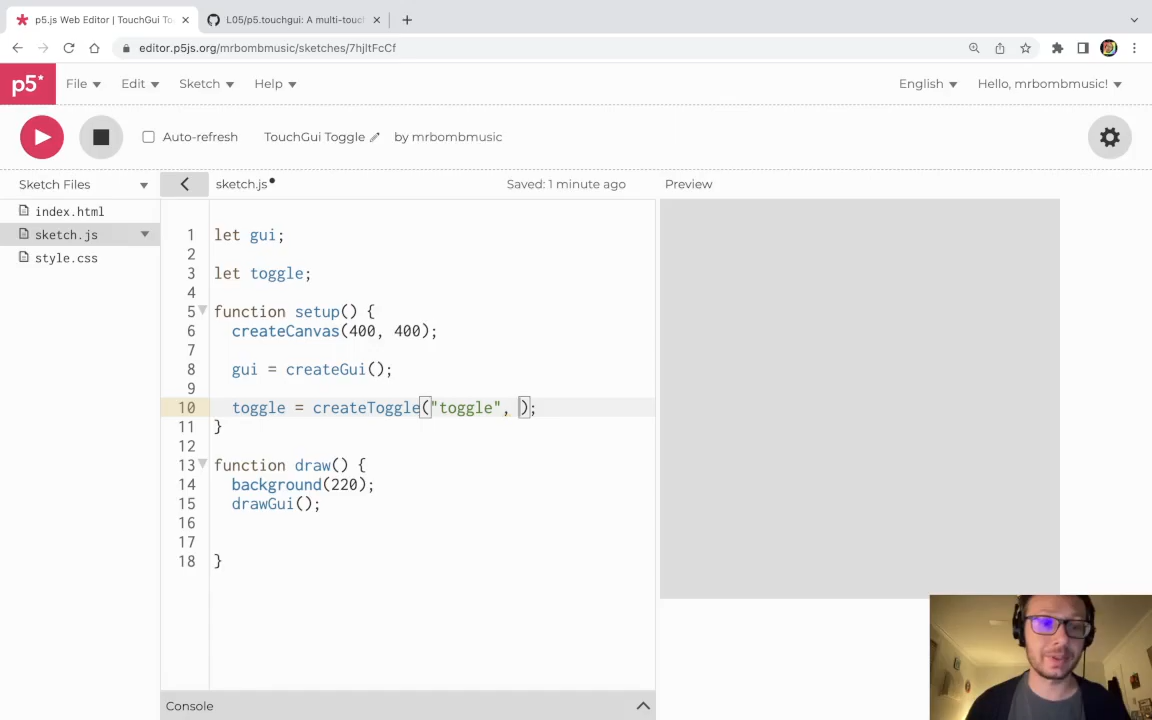 p5.js Web Editor | TouchGui To
L05/p5.touchgui: A multi-touc
editor.p5js.org/mrbombmusic/sketches/7hjItFcCf
p5*
File
Edit
Sketch
Help
English
Hello, mrbombmusic!
Auto-refresh
TouchGui Toggle
by mrbombmusic
Sketch Files
sketch.js
Saved: 1 minute ago
Preview
index.html
sketch.js
style.css
1 let gui;
2
3 let toggle;
4
5 function setup() {
6 createCanvas(400, 400);
7
8 gui = createGui();
9
10 toggle = createToggle("toggle", );
11 }
12
13 function draw() {
14 background(220);
15 drawGui();
16
17
18 }
Console